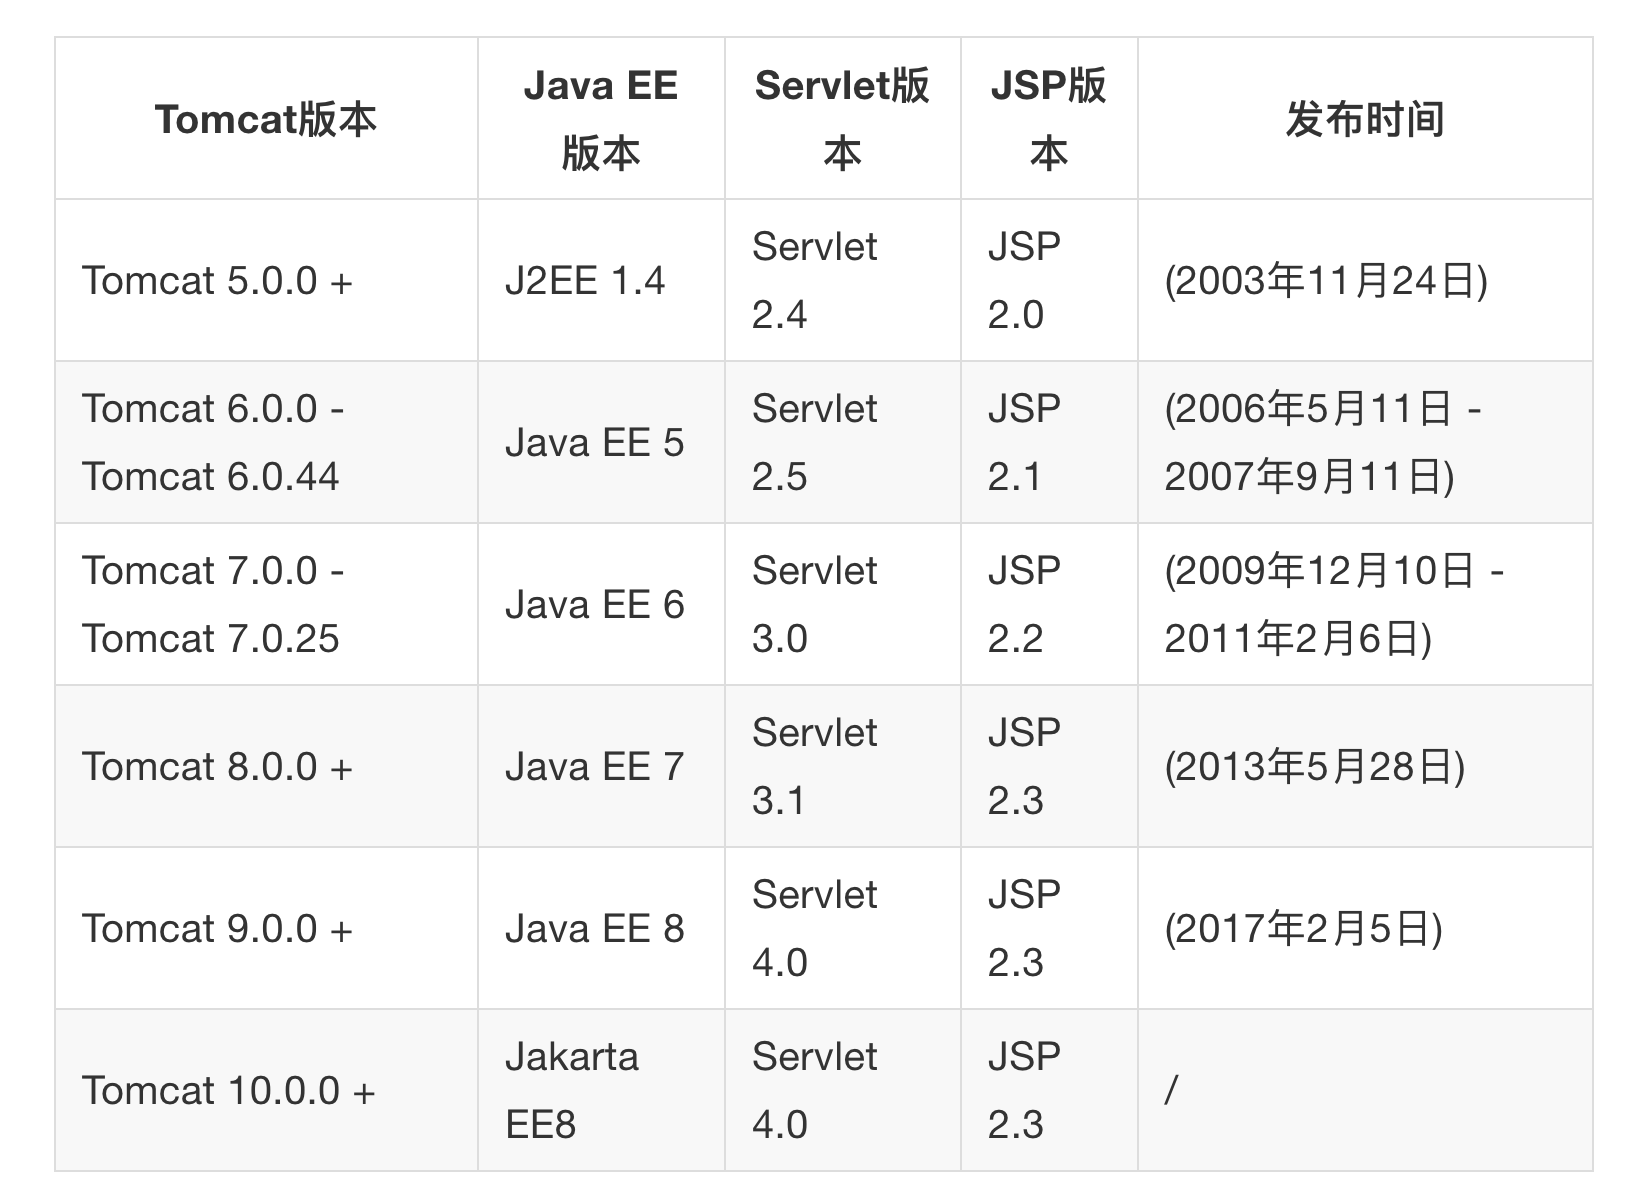 Tomcat版本
Java EE
版本
Servlet版
本
JSP版
本
发布时间
Tomcat 5.0.0 +
J2EE 1.4
Servlet
2.4
JSP
2.0
(2003年11月24日)
Tomcat 6.0.0 -
Tomcat 6.0.44
Java EE 5
Servlet
2.5
JSP
2.1
(2006年5月11日 -
2007年9月11日)
Tomcat 7.0.0 -
Tomcat 7.0.25
Java EE 6
Servlet
3.0
JSP
2.2
(2009年12月10日 -
2011年2月6日)
Tomcat 8.0.0 +
Java EE 7
Servlet
3.1
JSP
2.3
(2013年5月28日)
Tomcat 9.0.0 +
Java EE 8
Servlet
4.0
JSP
2.3
(2017年2月5日)
Tomcat 10.0.0 +
Jakarta
EE8
Servlet
4.0
JSP
2.3
/